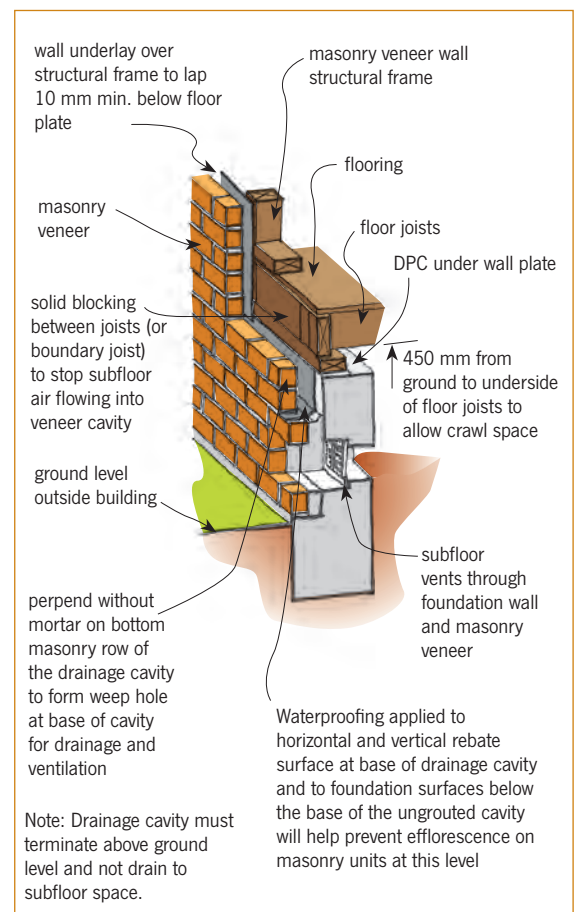 wall underlay over
structural frame to lap
10 mm min. below floor
plate
masonry veneer wall
structural frame
flooring
masonry
veneer
floor joists
DPC under wall plate
solid blocking
between joists (or
boundary joist)
to stop subfloor
air flowing into
veneer cavity
450 mm from
ground to underside
of floor joists to
allow crawl space
ground level
outside building
subfloor
vents through
foundation wall
and masonry
veneer
perpend without
mortar on bottom
masonry row of
the drainage cavity
to form weep hole
at base of cavity
for drainage and
ventilation
Waterproofing applied to
horizontal and vertical rebate
surface at base of drainage cavity
and to foundation surfaces below
the base of the ungrouted cavity
will help prevent efflorescence on
masonry units at this level
Note: Drainage cavity must
terminate above ground
level and not drain to
subfloor space.